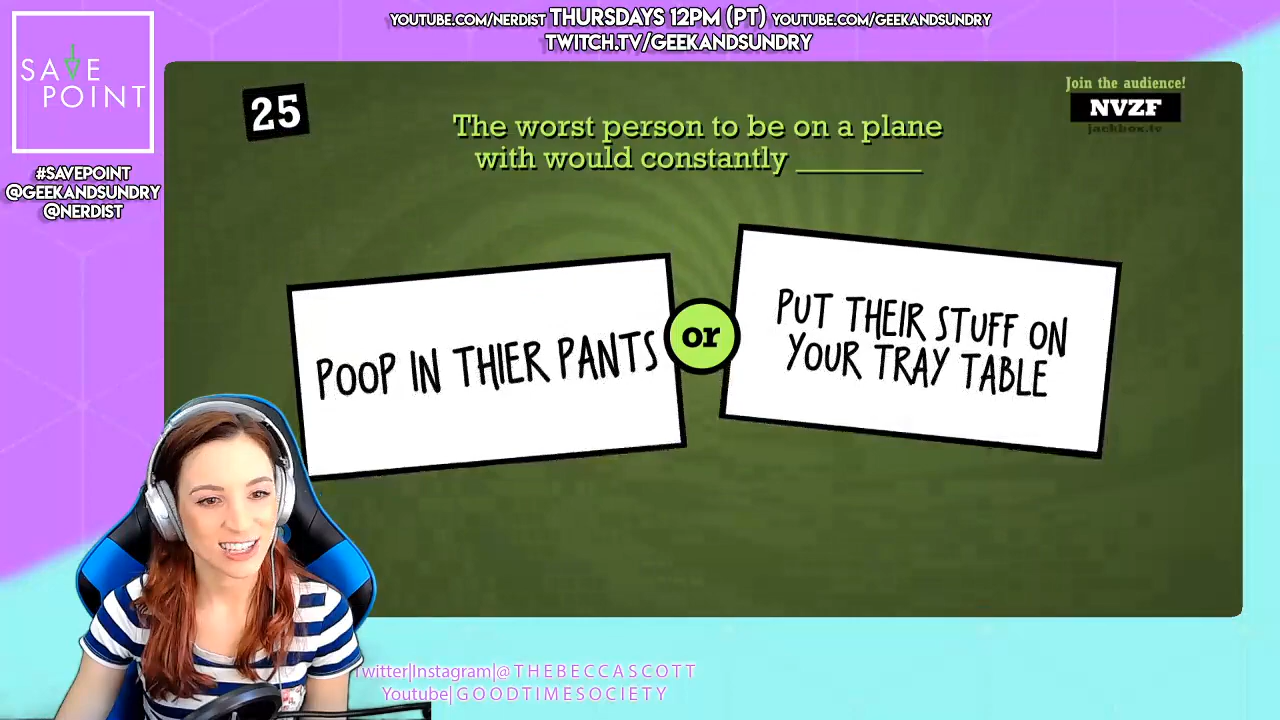 SAVE
POINT
#SAVEPOINT
@GEEKANDSUNDRY
@NERDIST
YOUTUBE.COM/NERDIST THURSDAYS 12PM (PT) YOUTUBE.COM/GEEKANDSUNDRY
TWITCH.TV/GEEKANDSUNDRY
25
The worst person to be on a plane
with would constantly ________
Join the audience!
NVZF
jackbox.tv
POOP IN THIER PANTS
or
PUT THEIR STUFF ON
YOUR TRAY TABLE
Twitter|Instagram|@THEBECCASCOTT
Youtube|GOODTIMESOCIETY